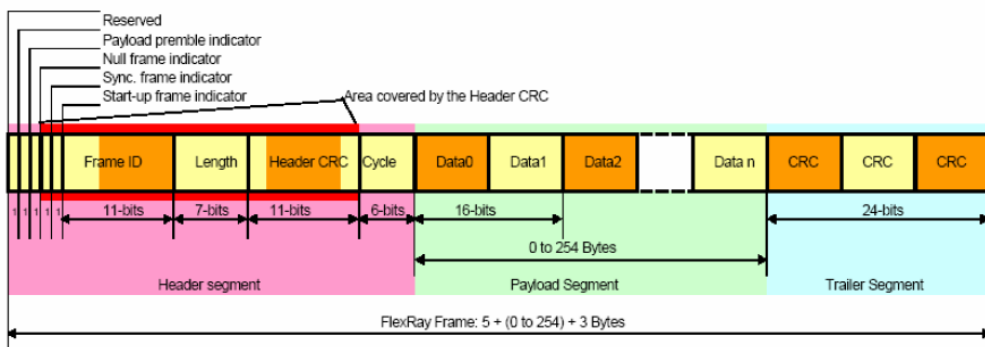 Reserved
Payload premble indicator
Null frame indicator
Sync. frame indicator
Start-up frame indicator
Area covered by the Header CRC
Frame ID Length Header CRC Cycle Data0 Data1 Data2 Data n CRC CRC CRC
1 1 1 1 1 11-bits 7-bits 11-bits 6-bits 16-bits 24-bits
0 to 254 Bytes
Header segment Payload Segment Trailer Segment
FlexRay Frame: 5 + (0 to 254) + 3 Bytes